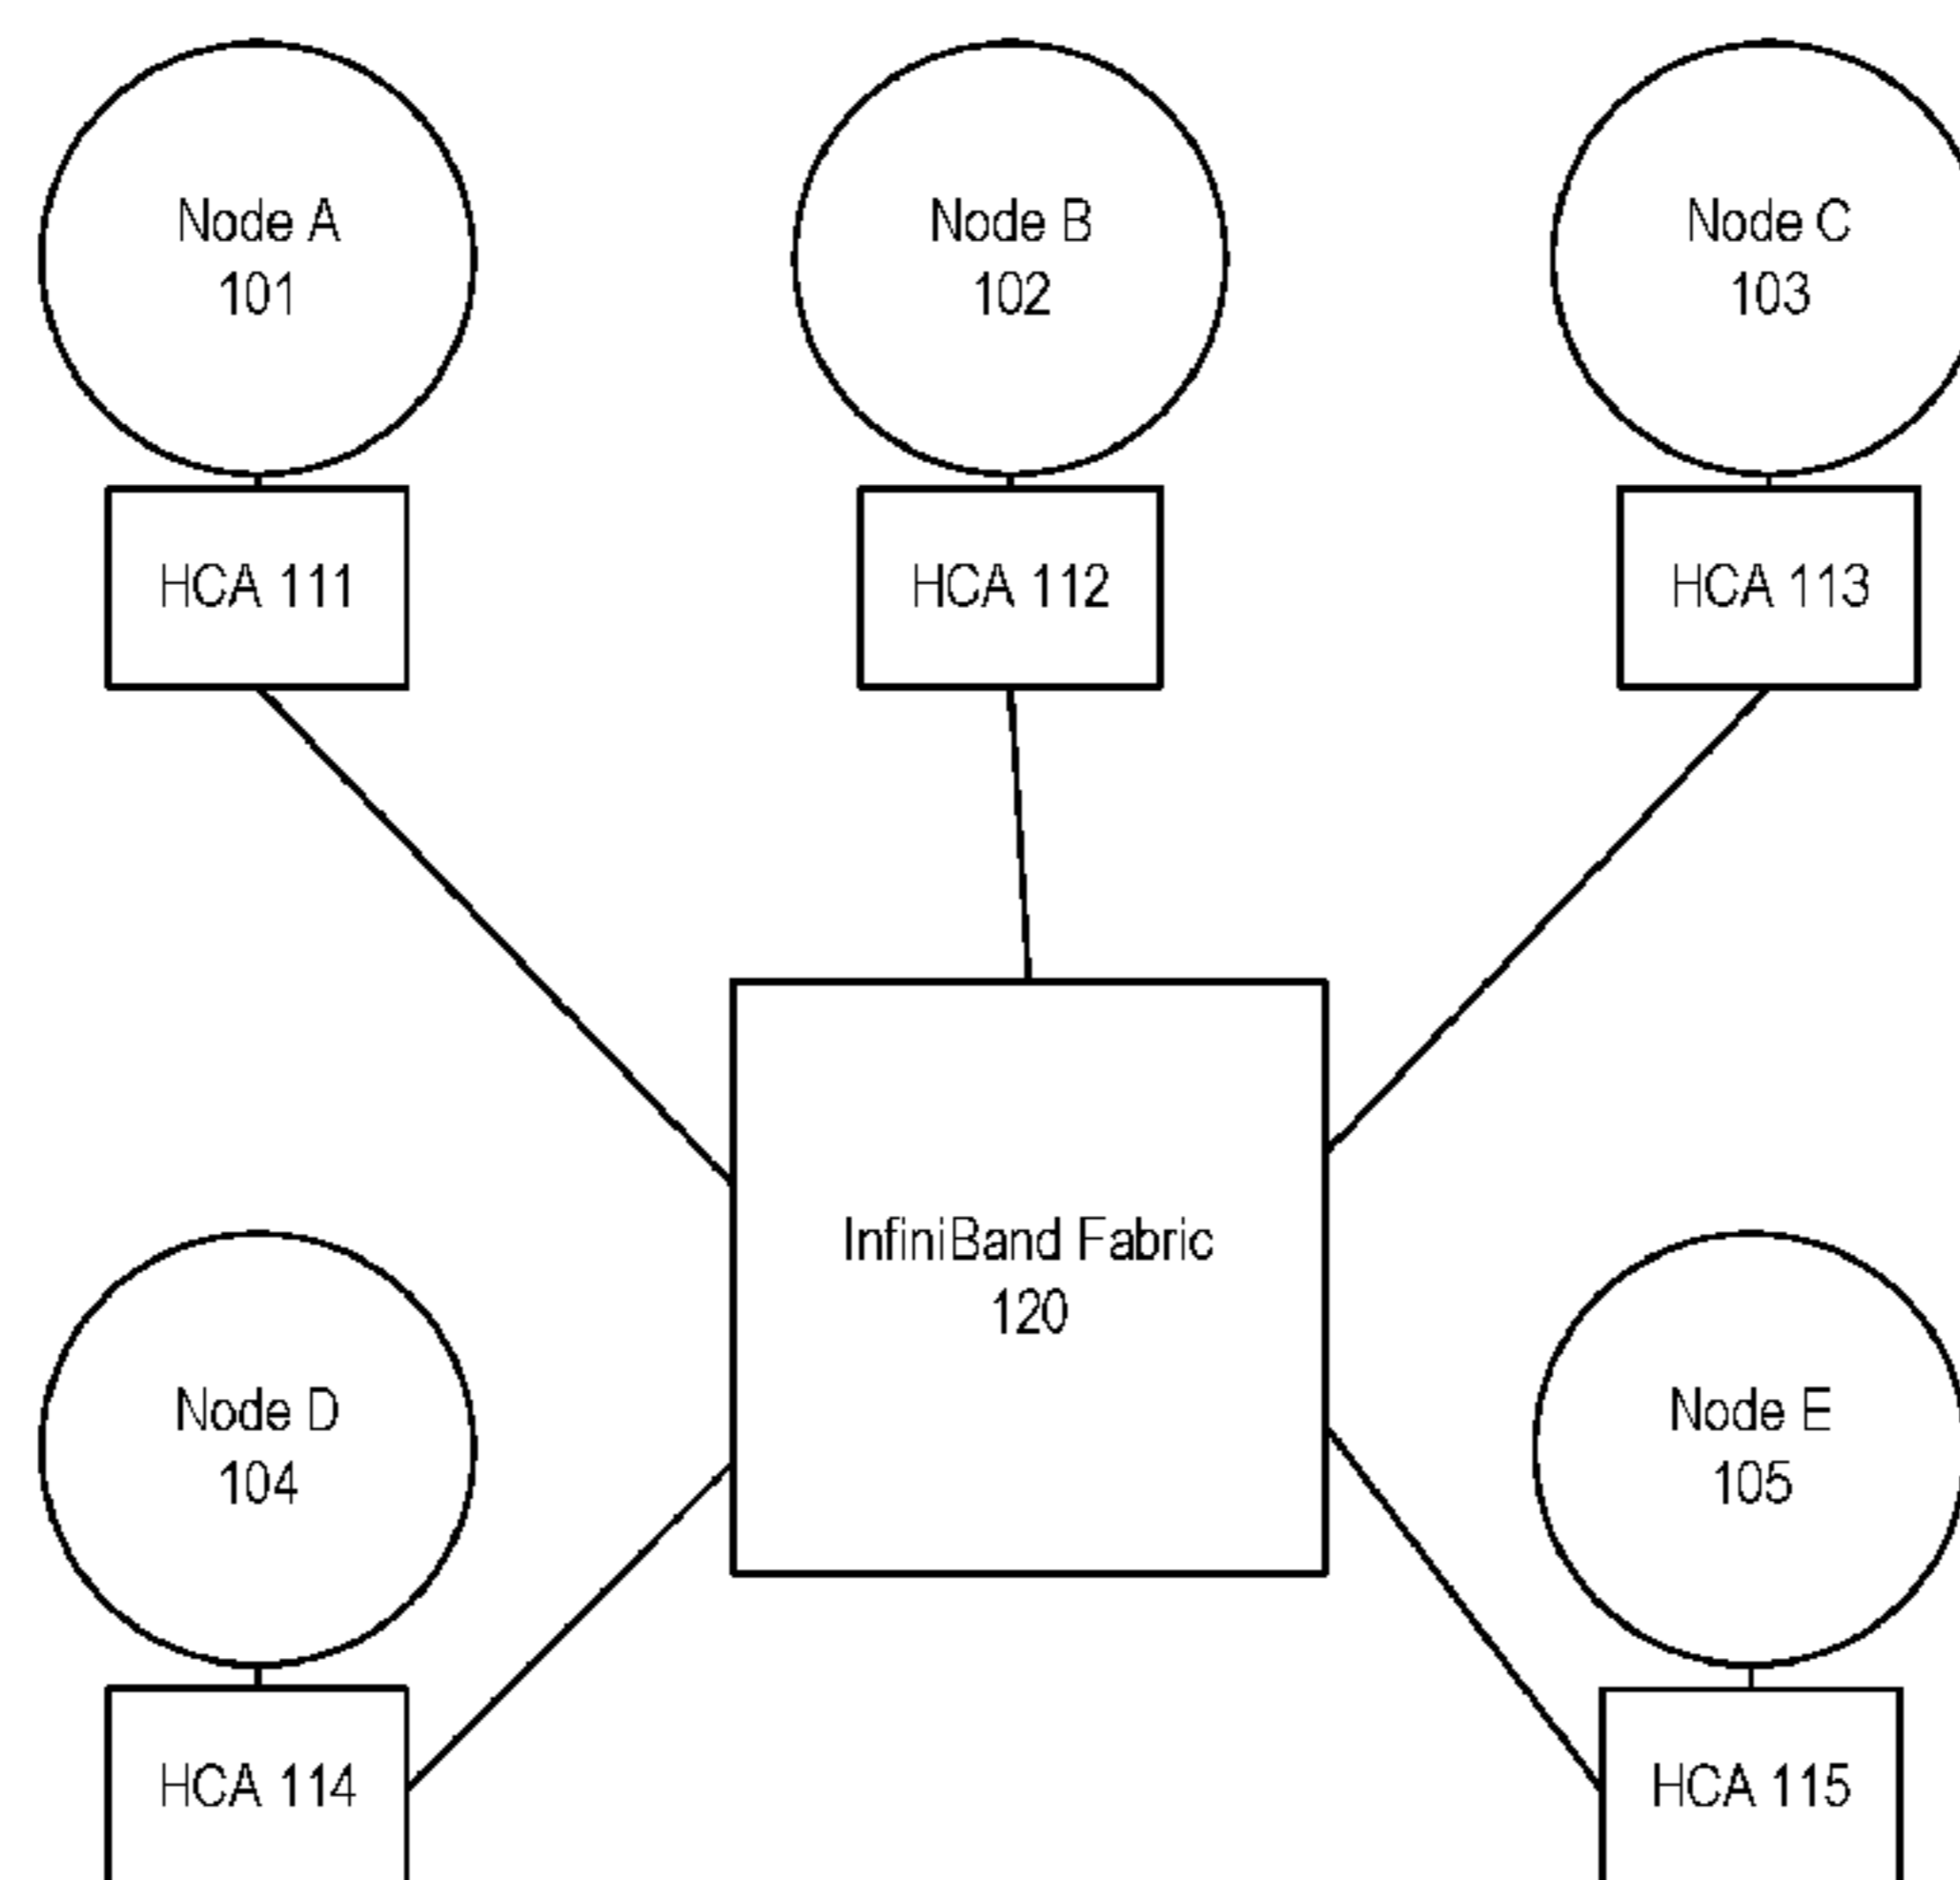 Node A
101
Node B
102
Node C
103
HCA 111
HCA 112
HCA 113
InfiniBand Fabric
120
Node D
104
Node E
105
HCA 114
HCA 115